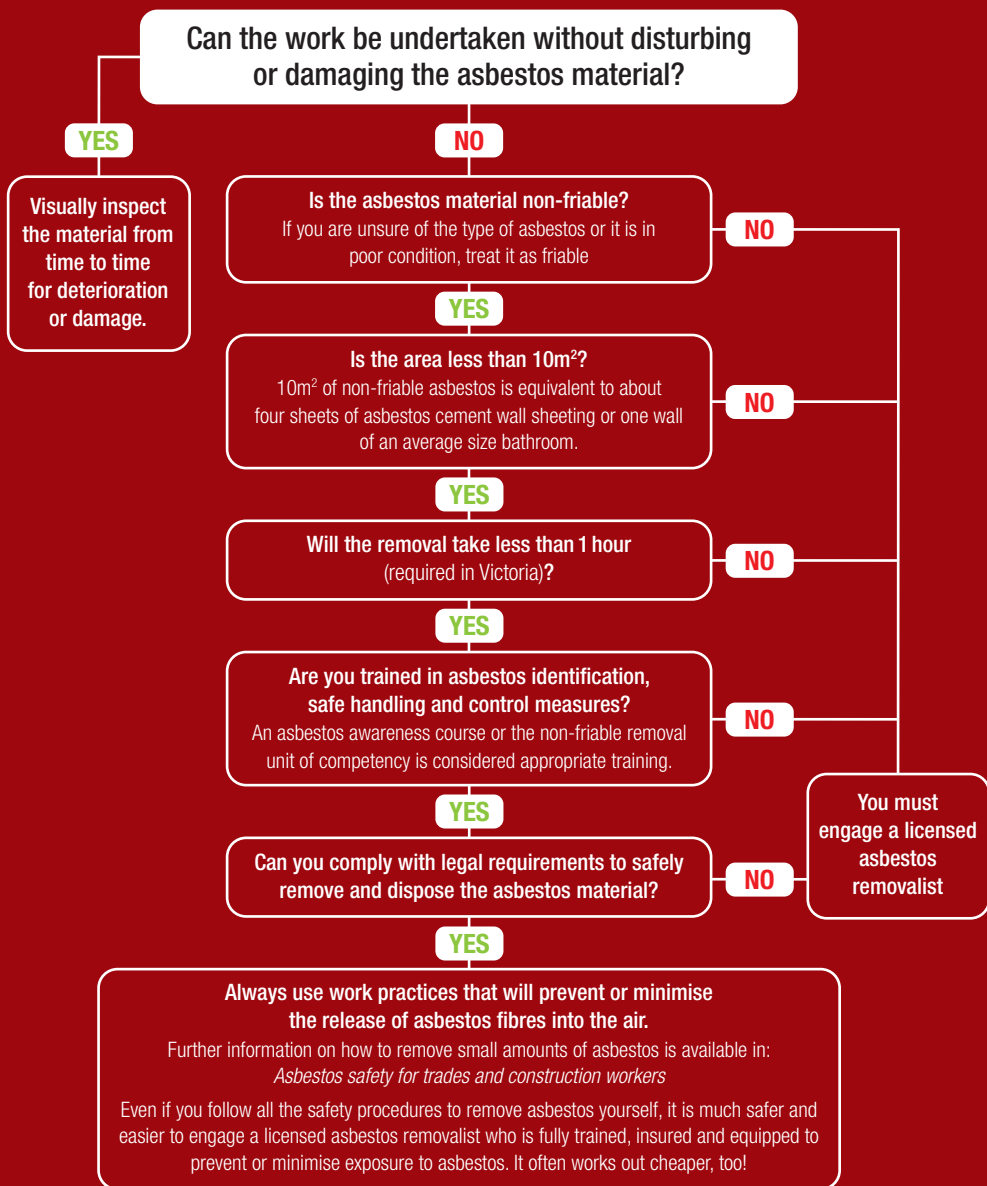 Can the work be undertaken without disturbing
or damaging the asbestos material?
YES
NO
Visually inspect
the material from
time to time
for deterioration
or damage.
Is the asbestos material non-friable?
If you are unsure of the type of asbestos or it is in
poor condition, treat it as friable
NO
YES
Is the area less than 10m²?
10m² of non-friable asbestos is equivalent to about
four sheets of asbestos cement wall sheeting or one wall
of an average size bathroom.
NO
YES
Will the removal take less than 1 hour
(required in Victoria)?
NO
YES
Are you trained in asbestos identification,
safe handling and control measures?
An asbestos awareness course or the non-friable removal
unit of competency is considered appropriate training.
NO
YES
You must
engage a licensed
asbestos
removalist
Can you comply with legal requirements to safely
remove and dispose the asbestos material?
NO
YES
Always use work practices that will prevent or minimise
the release of asbestos fibres into the air.
Further information on how to remove small amounts of asbestos is available in:
Asbestos safety for trades and construction workers
Even if you follow all the safety procedures to remove asbestos yourself, it is much safer and
easier to engage a licensed asbestos removalist who is fully trained, insured and equipped to
prevent or minimise exposure to asbestos. It often works out cheaper, too!